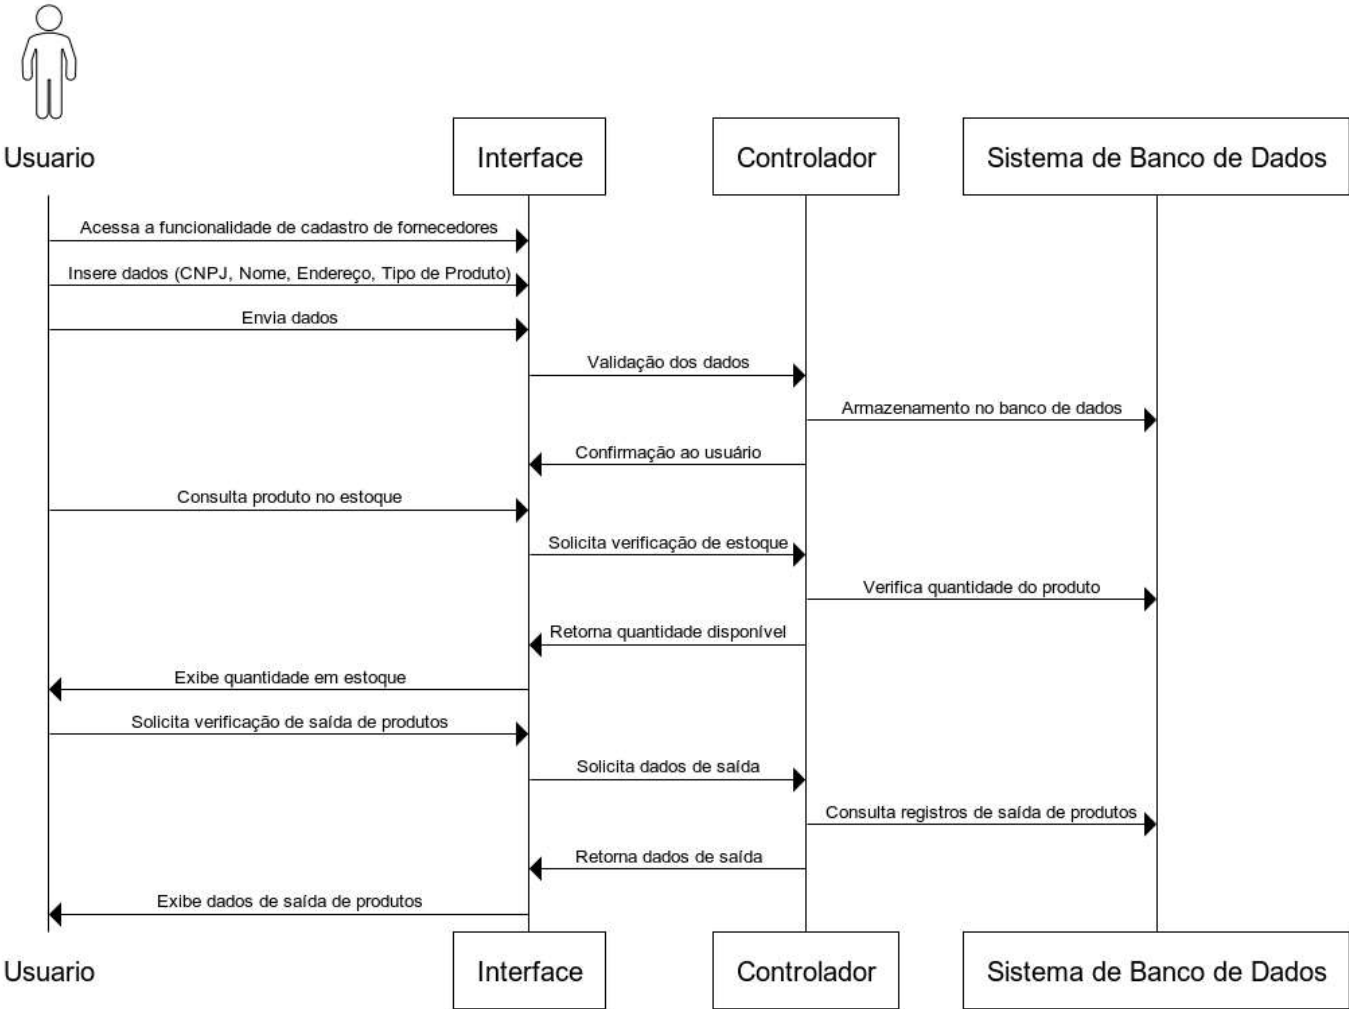 Usuario
Interface
Controlador
Sistema de Banco de Dados
Acessa a funcionalidade de cadastro de fornecedores
Insere dados (CNPJ, Nome, Endereço, Tipo de Produto)
Envia dados
Validação dos dados
Armazenamento no banco de dados
Confirmação ao usuário
Consulta produto no estoque
Solicita verificação de estoque
Verifica quantidade do produto
Retorna quantidade disponível
Exibe quantidade em estoque
Solicita verificação de saída de produtos
Solicita dados de saída
Consulta registros de saída de produtos
Retorna dados de saída
Exibe dados de saída de produtos
Usuario
Interface
Controlador
Sistema de Banco de Dados